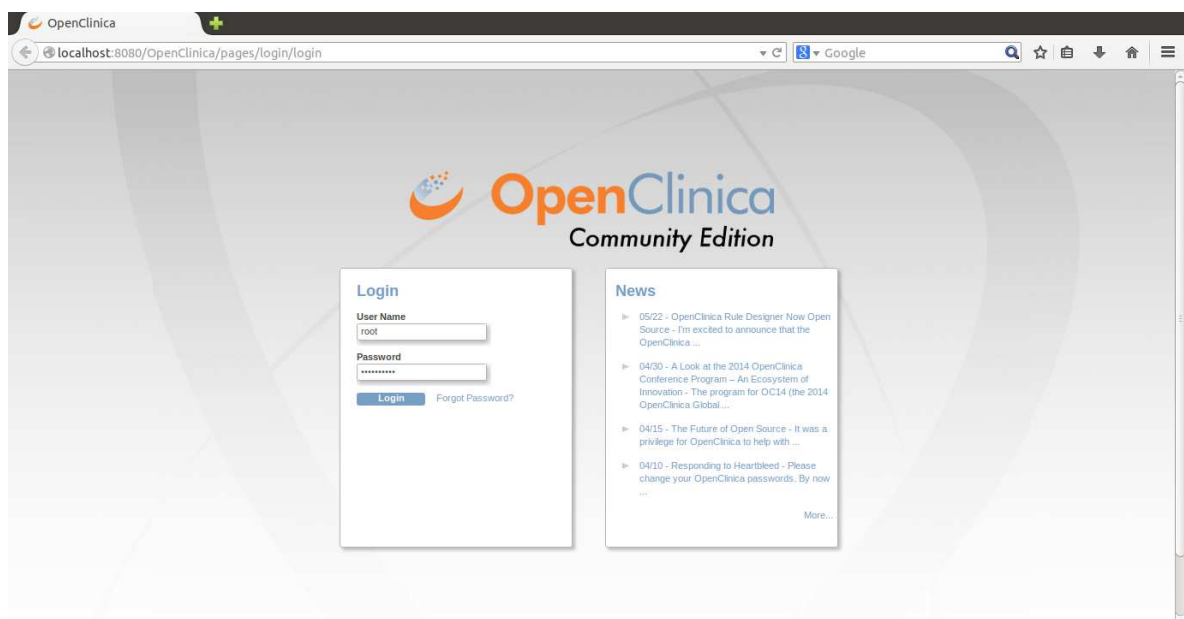 OpenClinica
localhost:8080/OpenClinica/pages/login/login
Google
OpenClinica
Community Edition
Login
User Name
root
Password
••••••••••
Login Forgot Password?
News
05/22 - OpenClinica Rule Designer Now Open
Source - I'm excited to announce that the
OpenClinica ...
04/30 - A Look at the 2014 OpenClinica
Conference Program – An Ecosystem of
Innovation - The program for OC14 (the 2014
OpenClinica Global....
04/15 - The Future of Open Source - It was a
privilege for OpenClinica to help with ...
04/10 - Responding to Heartbleed - Please
change your OpenClinica passwords. By now
...
More...